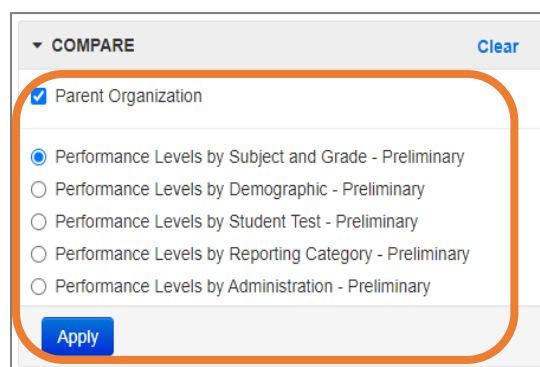 COMPARE Clear
Parent Organization
Performance Levels by Subject and Grade - Preliminary
Performance Levels by Demographic - Preliminary
Performance Levels by Student Test - Preliminary
Performance Levels by Reporting Category - Preliminary
Performance Levels by Administration - Preliminary
Apply